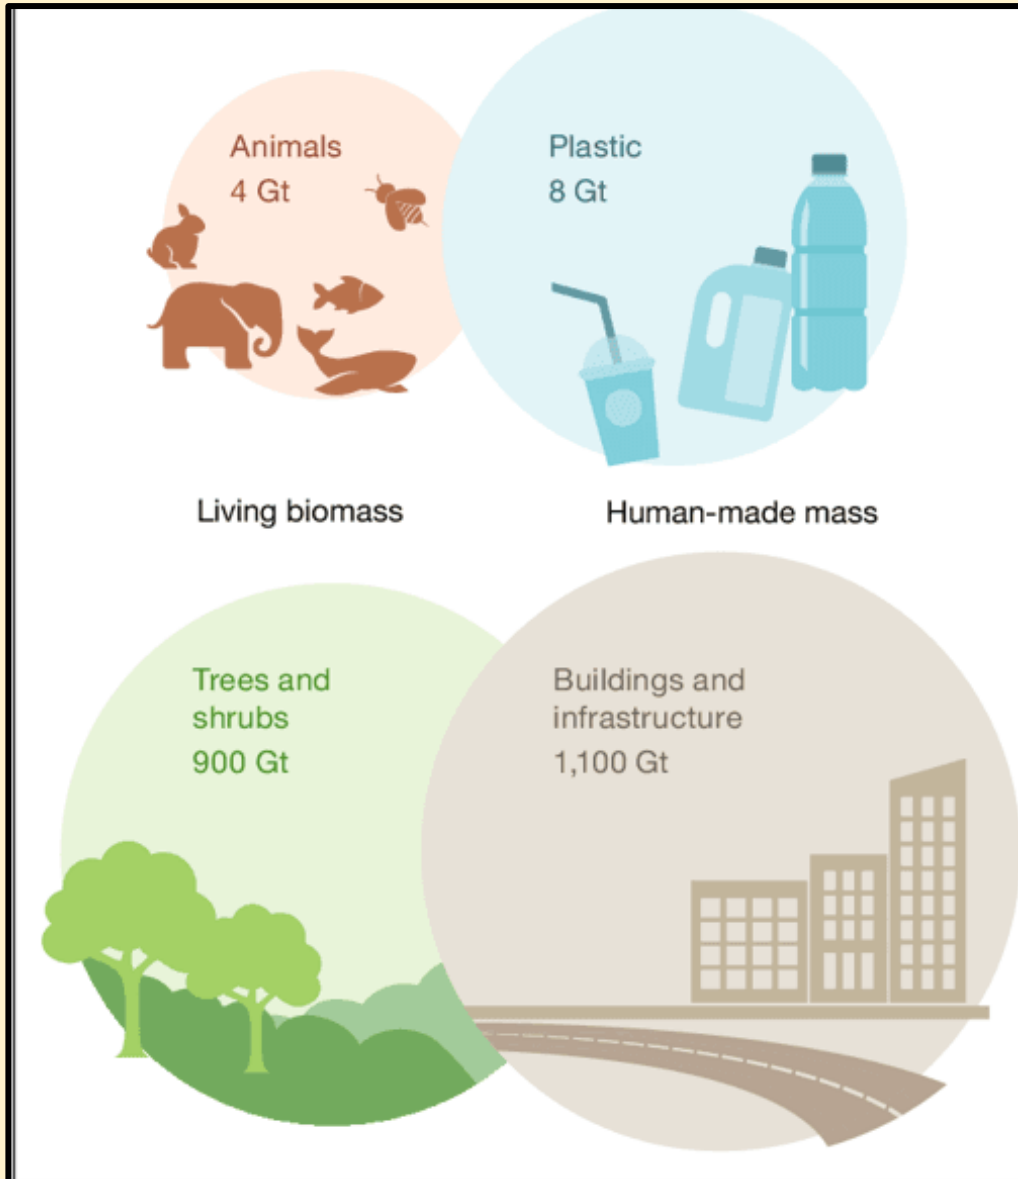 Animals
4 Gt
Plastic
8 Gt
Living biomass
Human-made mass
Trees and
shrubs
900 Gt
Buildings and
infrastructure
1,100 Gt